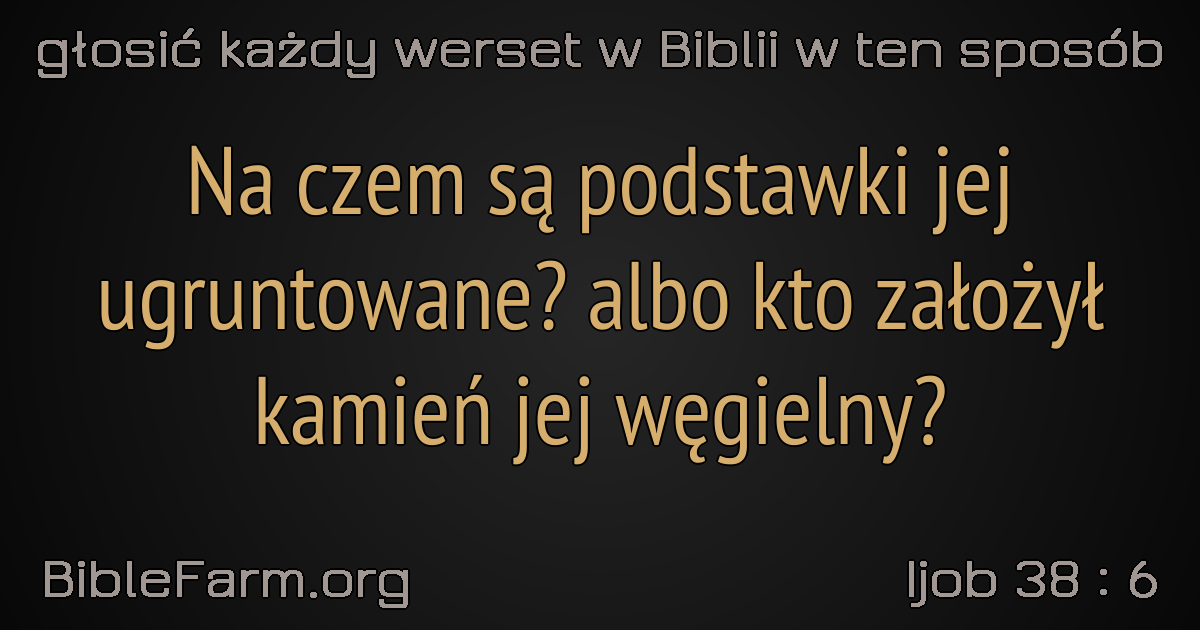 głosić każdy werset w Biblii w ten sposób
Na czem są podstawki jej
ugruntowane? albo kto założył
kamień jej węgielny?
BibleFarm.org
Ijob 38 : 6